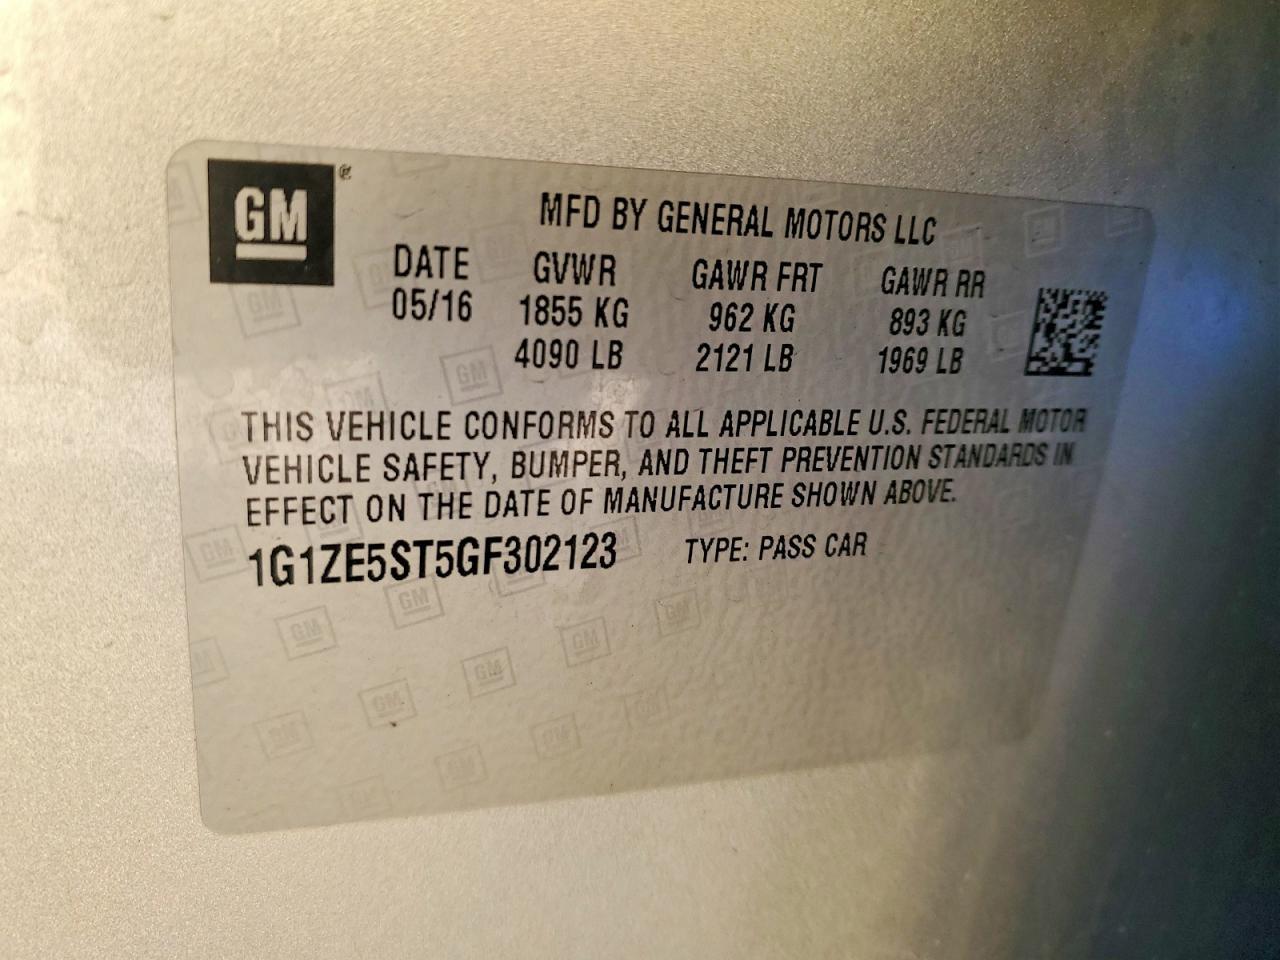 GM
MFD BY GENERAL MOTORS LLC
DATE GVWR GAWR FRT GAWR RR
05/16 1855 KG 962 KG 893 KG
4090 LB 2121 LB 1969 LB
THIS VEHICLE CONFORMS TO ALL APPLICABLE U.S. FEDERAL MOTOR
VEHICLE SAFETY, BUMPER, AND THEFT PREVENTION STANDARDS IN
EFFECT ON THE DATE OF MANUFACTURE SHOWN ABOVE.
1G1ZE5ST5GF302123 TYPE: PASS CAR